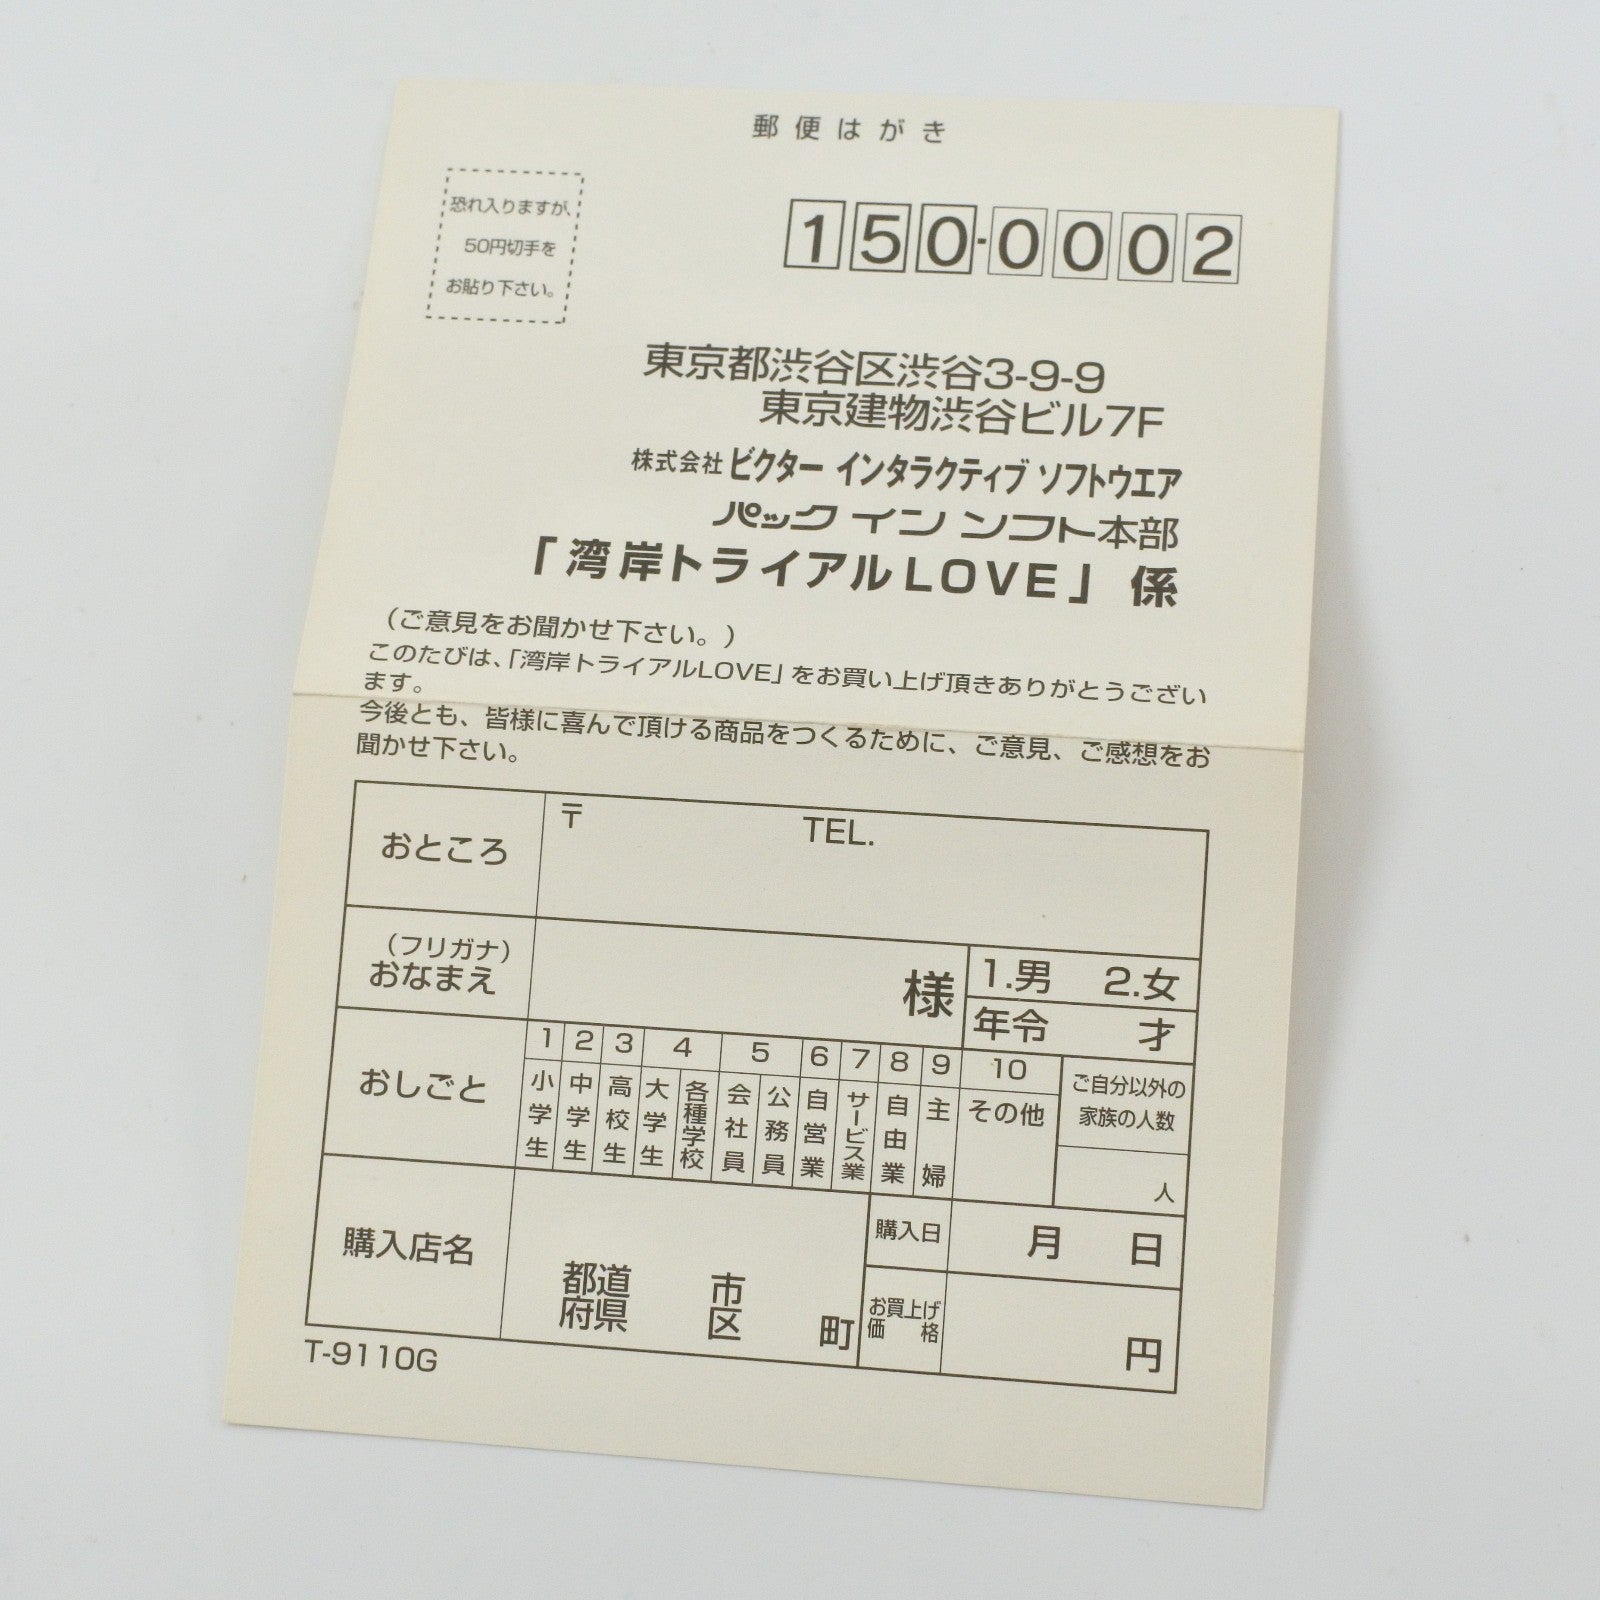 郵便はがき
恐れ入りますが、
50円切手を
お貼り下さい。
150-0002
東京都渋谷区渋谷3-9-9
東京建物渋谷ビル7F
株式会社ビクター インタラクティブ ソフトウエア
パック イン ソフト本部
「湾岸トライアルLOVE」係
（ご意見をお聞かせ下さい。）
このたびは、「湾岸トライアルLOVE」をお買い上げ頂きありがとうござい
ます。
今後とも、皆様に喜んで頂ける商品をつくるために、ご意見、ご感想をお
聞かせ下さい。
おところ 〒 TEL.
（フリガナ）
おなまえ 様
1.男 2.女
年令 才
おしごと
1 小学生
2 中学生
3 高校生
4 大学生 各種学校
5 会社員 公務員
6 自営業
7 サービス業
8 自由業
9 主婦
10 その他
ご自分以外の
家族の人数
人
購入店名
都道 市
府県 区 町
購入日 月 日
お買上げ
価格 円
T-9110G